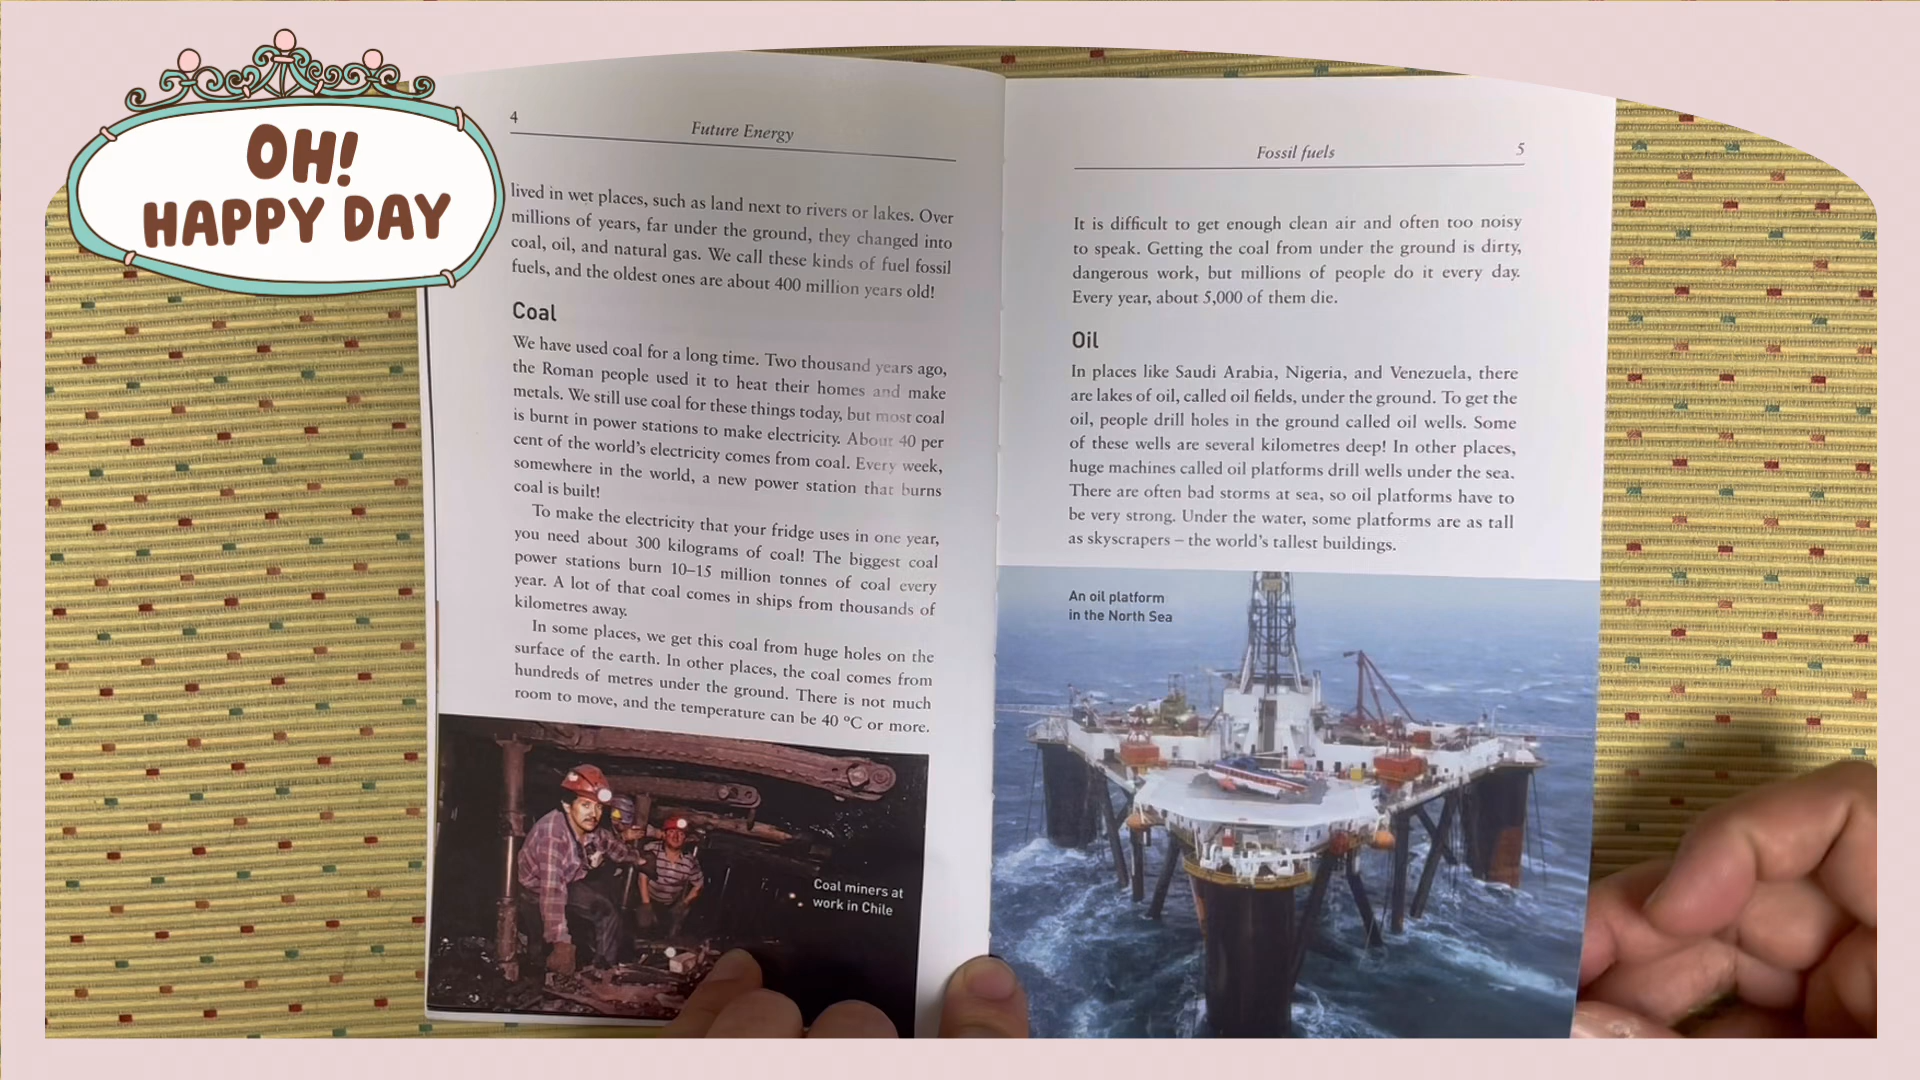 OH!
HAPPY DAY
4
Future Energy
lived in wet places, such as land next to rivers or lakes. Over
millions of years, far under the ground, they changed into
coal, oil, and natural gas. We call these kinds of fuel fossil
fuels, and the oldest ones are about 400 million years old!
Coal
We have used coal for a long time. Two thousand years ago,
the Roman people used it to heat their homes and make
metals. We still use coal for these things today, but most coal
is burnt in power stations to make electricity. About 40 per
cent of the world's electricity comes from coal. Every week,
somewhere in the world, a new power station that burns
coal is built!
To make the electricity that your fridge uses in one year,
you need about 300 kilograms of coal! The biggest coal
power stations burn 10–15 million tonnes of coal every
year. A lot of that coal comes in ships from thousands of
kilometres away.
In some places, we get this coal from huge holes on the
surface of the earth. In other places, the coal comes from
hundreds of metres under the ground. There is not much
room to move, and the temperature can be 40 ºC or more.
Coal miners at
work in Chile
Fossil fuels
5
It is difficult to get enough clean air and often too noisy
to speak. Getting the coal from under the ground is dirty,
dangerous work, but millions of people do it every day.
Every year, about 5,000 of them die.
Oil
In places like Saudi Arabia, Nigeria, and Venezuela, there
are lakes of oil, called oil fields, under the ground. To get the
oil, people drill holes in the ground called oil wells. Some
of these wells are several kilometres deep! In other places,
huge machines called oil platforms drill wells under the sea.
There are often bad storms at sea, so oil platforms have to
be very strong. Under the water, some platforms are as tall
as skyscrapers – the world's tallest buildings.
An oil platform
in the North Sea